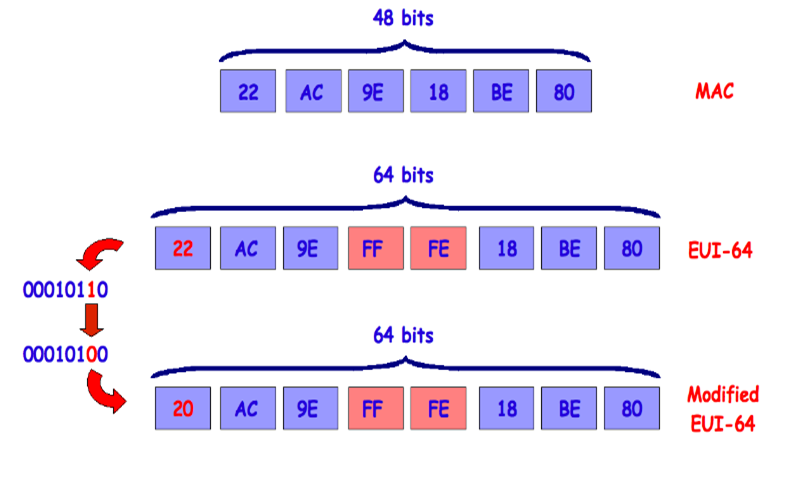 48 bits
22 AC 9E 18 BE 80 MAC
64 bits
22 AC 9E FF FE 18 BE 80 EUI-64
00010110
64 bits
00010100
20 AC 9E FF FE 18 BE 80 Modified
EUI-64